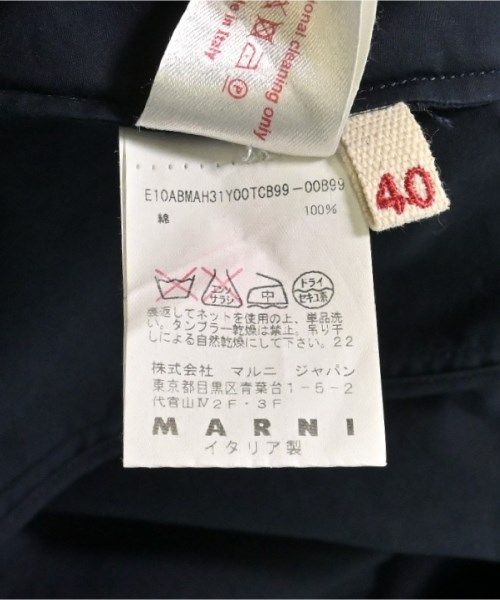 in Italy
ional cleaning only
40
E10ABMAH31Y00TCB99-00B99
綿 100%
エンソ
サラシ
中
ドライ
セキユ系
裏返してネットを使用の上、単品洗
い。タンブラー乾燥は禁止。吊り干
しによる自然乾燥にして下さい。22
株式会社 マルニ ジャパン
東京都目黒区青葉台1-5-2
代官山Ⅳ2F・3F
MARNI
イタリア製